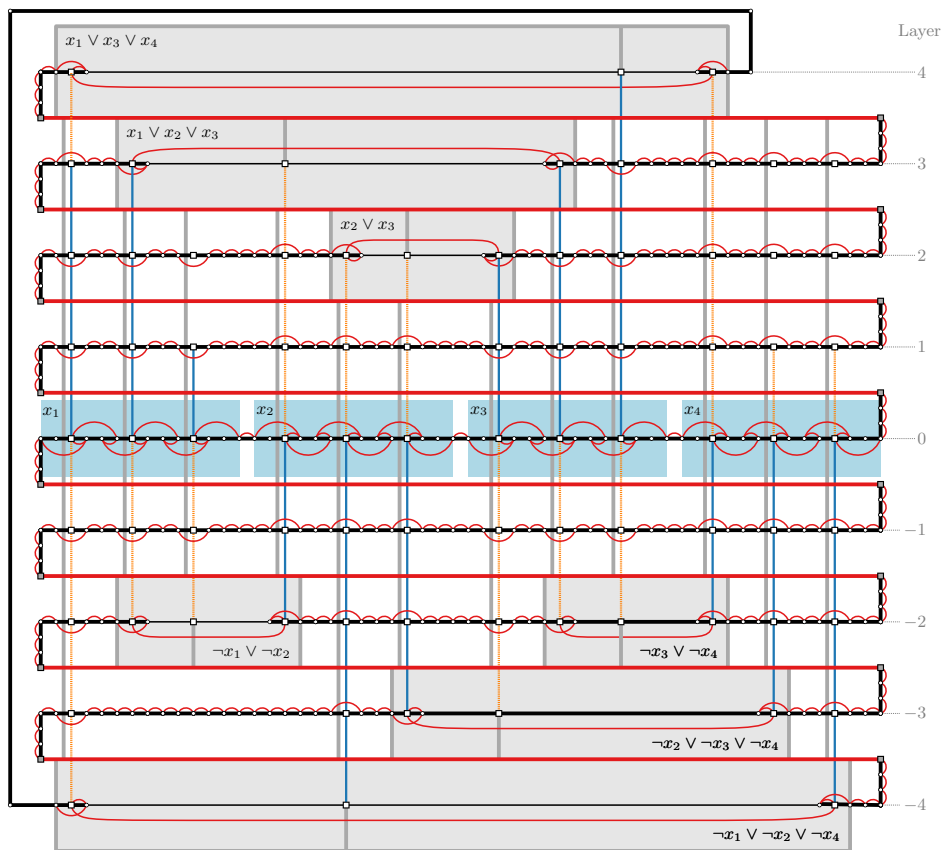 Layer
x₁ ∨ x₃ ∨ x₄
4
x₁ ∨ x₂ ∨ x₃
3
x₂ ∨ x₃
2
1
x₁ x₂ x₃ x₄
0
−1
−2
¬x₁ ∨ ¬x₂ ¬x₃ ∨ ¬x₄
−3
¬x₂ ∨ ¬x₃ ∨ ¬x₄
−4
¬x₁ ∨ ¬x₂ ∨ ¬x₄